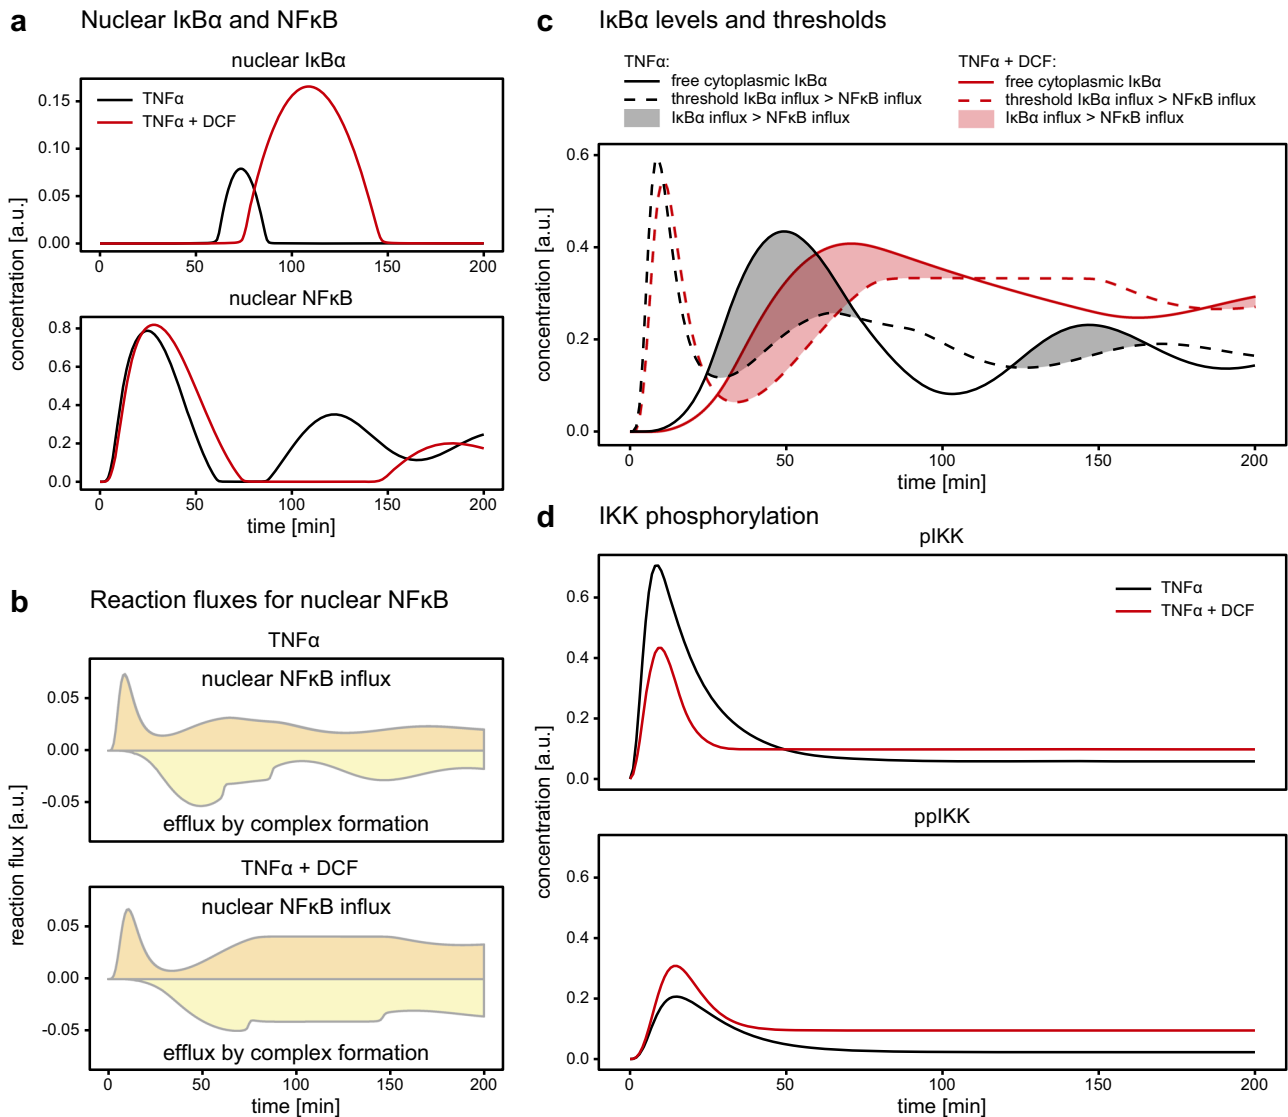 a Nuclear IκBα and NFκB
nuclear IκBα
TNFα
TNFα + DCF
0.15
0.10
0.05
0.00
0 50 100 150 200
nuclear NFκB
0.8
0.6
0.4
0.2
0.0
0 50 100 150 200
concentration [a.u.]
time [min]
b Reaction fluxes for nuclear NFκB
TNFα
nuclear NFκB influx
0.05
0.00
-0.05
efflux by complex formation
TNFα + DCF
nuclear NFκB influx
0.05
0.00
-0.05
efflux by complex formation
0 50 100 150 200
reaction flux [a.u.]
time [min]
c IκBα levels and thresholds
TNFα:
free cytoplasmic IκBα
threshold IκBα influx > NFκB influx
IκBα influx > NFκB influx
TNFα + DCF:
free cytoplasmic IκBα
threshold IκBα influx > NFκB influx
IκBα influx > NFκB influx
0.6
0.4
0.2
0.0
0 50 100 150 200
concentration [a.u.]
time [min]
d IKK phosphorylation
pIKK
TNFα
TNFα + DCF
0.6
0.4
0.2
0.0
ppIKK
0.6
0.4
0.2
0.0
0 50 100 150 200
concentration [a.u.]
time [min]